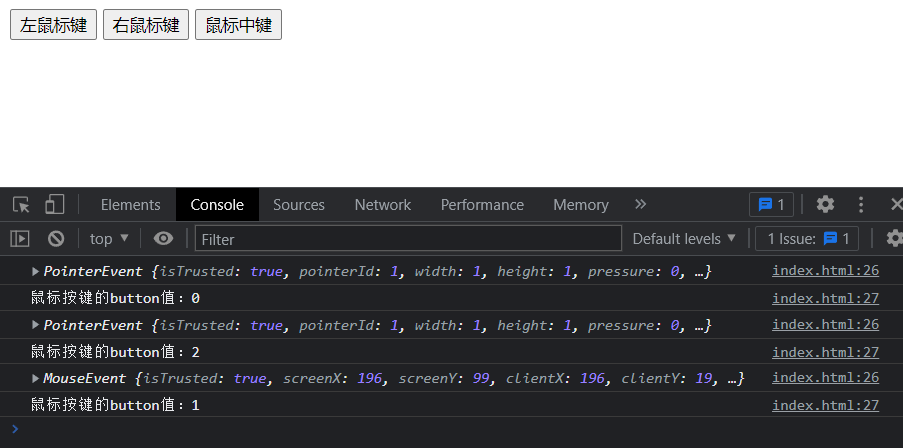 左鼠标键 右鼠标键 鼠标中键
Elements Console Sources Network Performance Memory » 1
top Filter Default levels 1 Issue: 1
PointerEvent {isTrusted: true, pointerId: 1, width: 1, height: 1, pressure: 0, …} index.html:26
鼠标按键的button值：0 index.html:27
PointerEvent {isTrusted: true, pointerId: 1, width: 1, height: 1, pressure: 0, …} index.html:26
鼠标按键的button值：2 index.html:27
MouseEvent {isTrusted: true, screenX: 196, screenY: 99, clientX: 196, clientY: 19, …} index.html:26
鼠标按键的button值：1 index.html:27